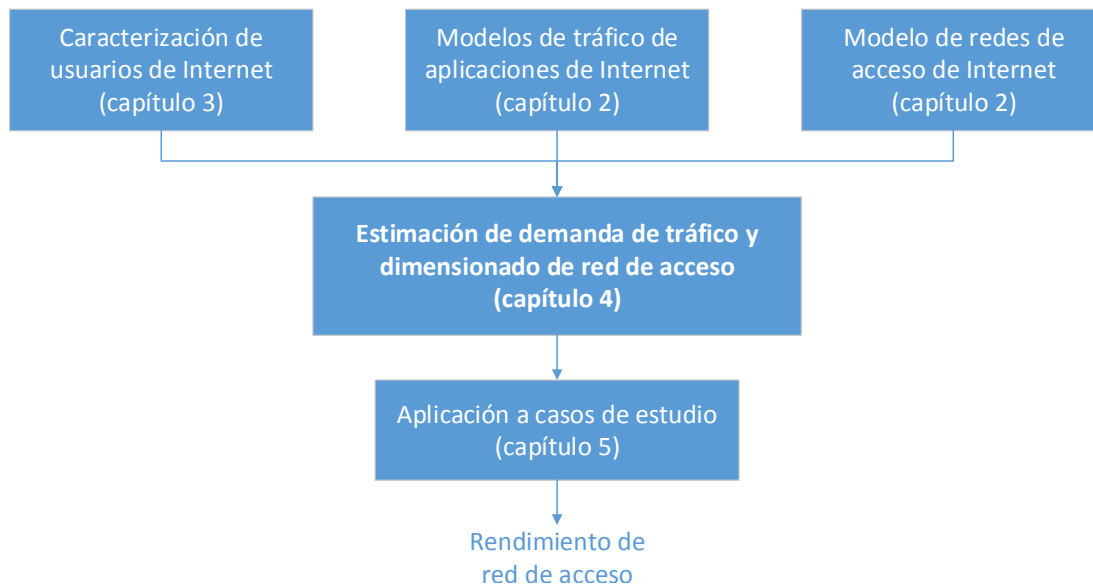 Caracterización de
usuarios de Internet
(capítulo 3)
Modelos de tráfico de
aplicaciones de Internet
(capítulo 2)
Modelo de redes de
acceso de Internet
(capítulo 2)
Estimación de demanda de tráfico y
dimensionado de red de acceso
(capítulo 4)
Aplicación a casos de estudio
(capítulo 5)
Rendimiento de
red de acceso